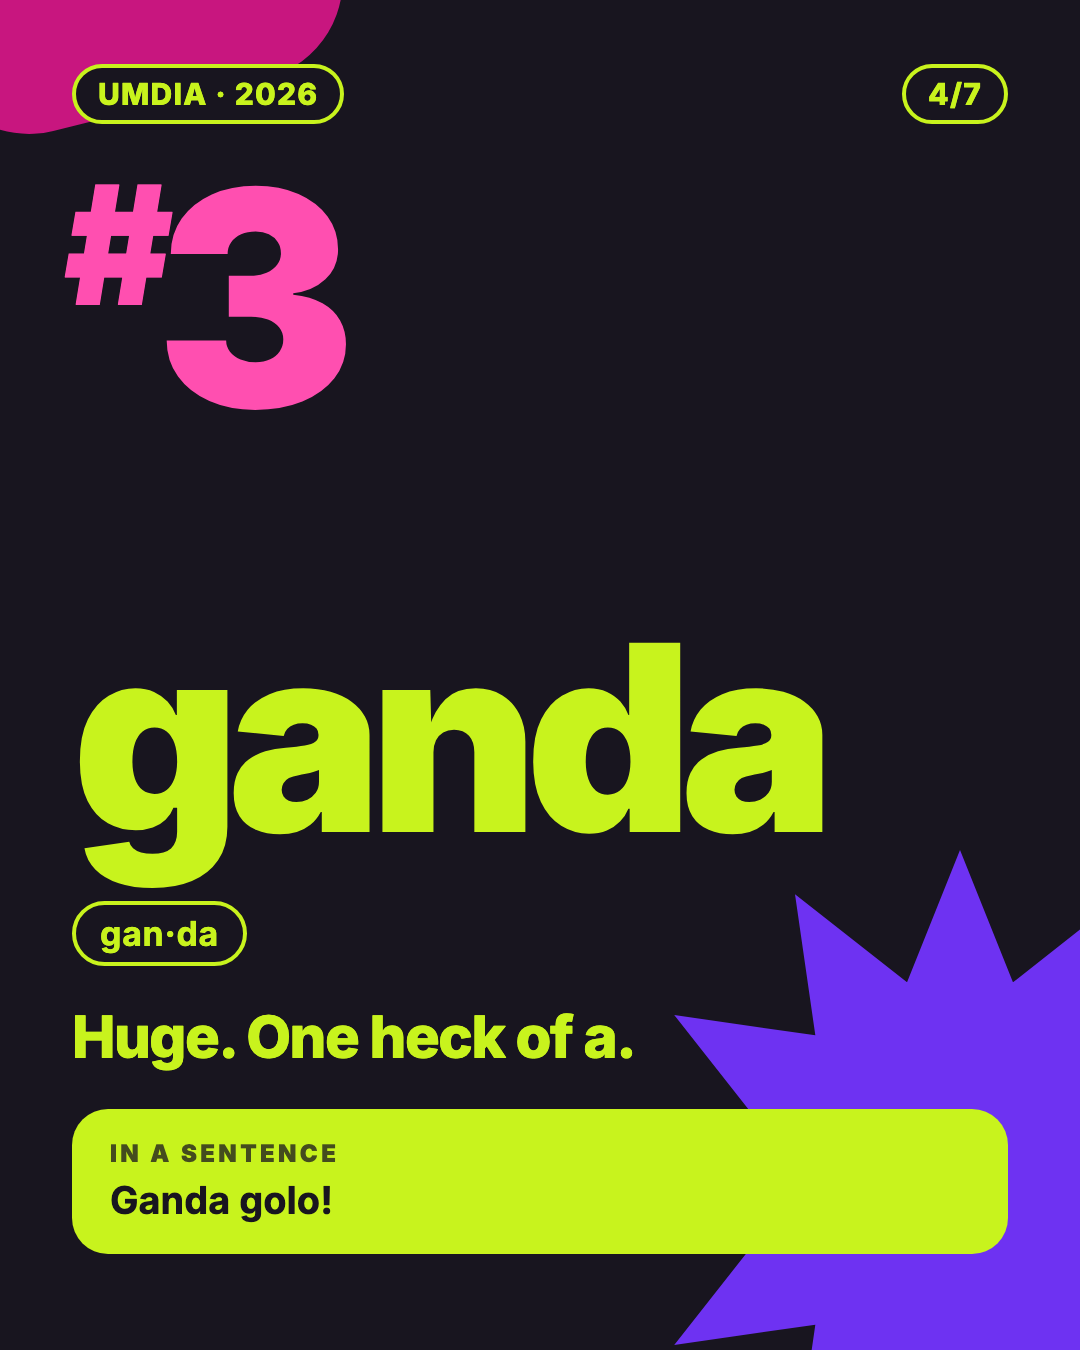 UMDIA · 2026
4/7
#3
ganda
gan·da
Huge. One heck of a.
IN A SENTENCE
Ganda golo!